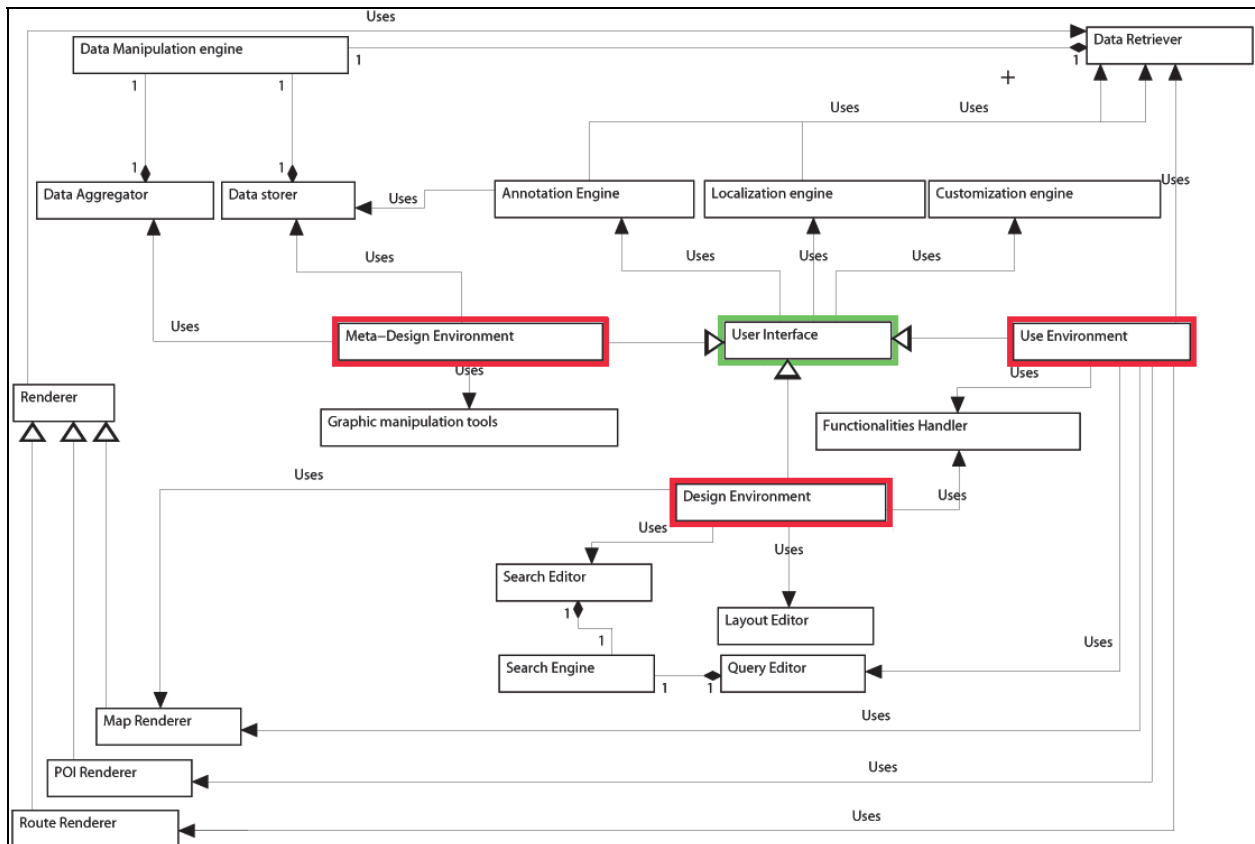 Uses
Data Manipulation engine
Data Retriever
1
1
1
1
+
Uses
Uses
1
1
Data Aggregator
Data storer
Uses
Annotation Engine
Localization engine
Customization engine
Uses
Uses
Uses
Uses
Uses
Uses
Meta–Design Environment
User Interface
Use Environment
Uses
Uses
Renderer
Graphic manipulation tools
Functionalities Handler
Uses
Design Environment
Uses
Uses
Uses
Search Editor
1
Layout Editor
1
Uses
Search Engine
Query Editor
1
1
Map Renderer
Uses
POI Renderer
Uses
Route Renderer
Uses